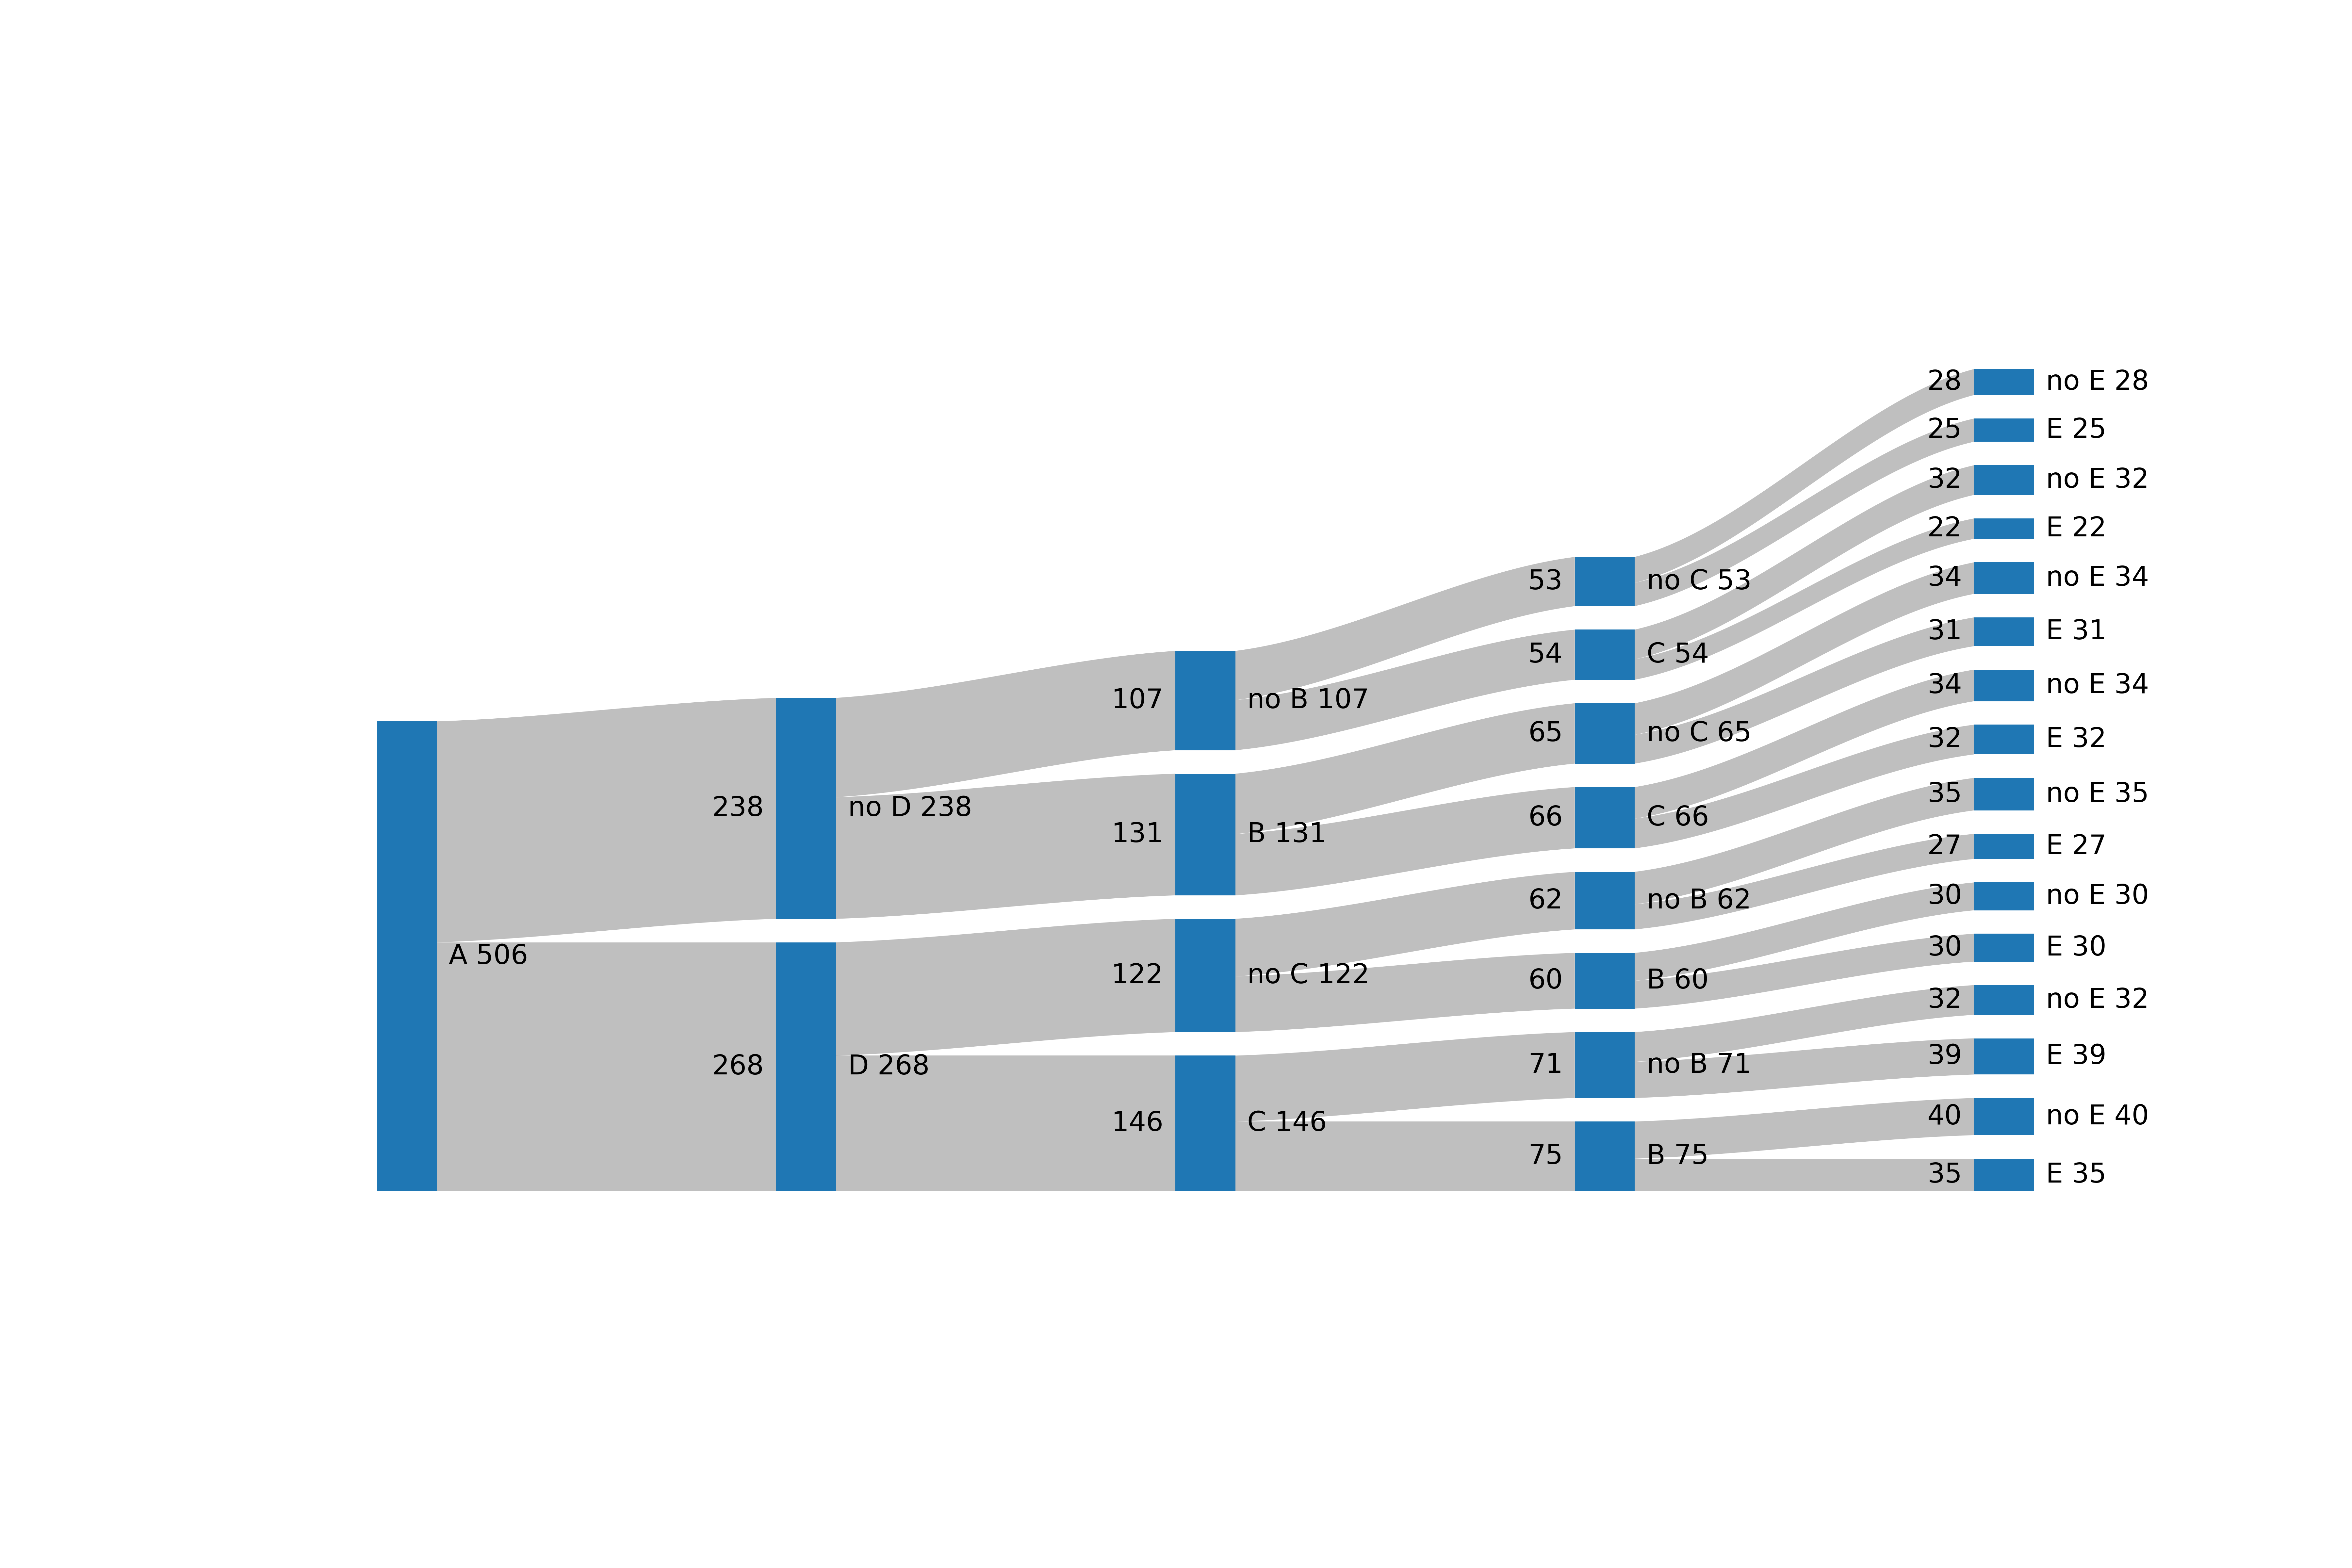 A 506
238
no D 238
268
D 268
107
no B 107
131
B 131
122
no C 122
146
C 146
53
no C 53
54
C 54
65
no C 65
66
C 66
62
no B 62
60
B 60
71
no B 71
75
B 75
28
no E 28
25
E 25
32
no E 32
22
E 22
34
no E 34
31
E 31
34
no E 34
32
E 32
35
no E 35
27
E 27
30
no E 30
30
E 30
32
no E 32
39
E 39
40
no E 40
35
E 35